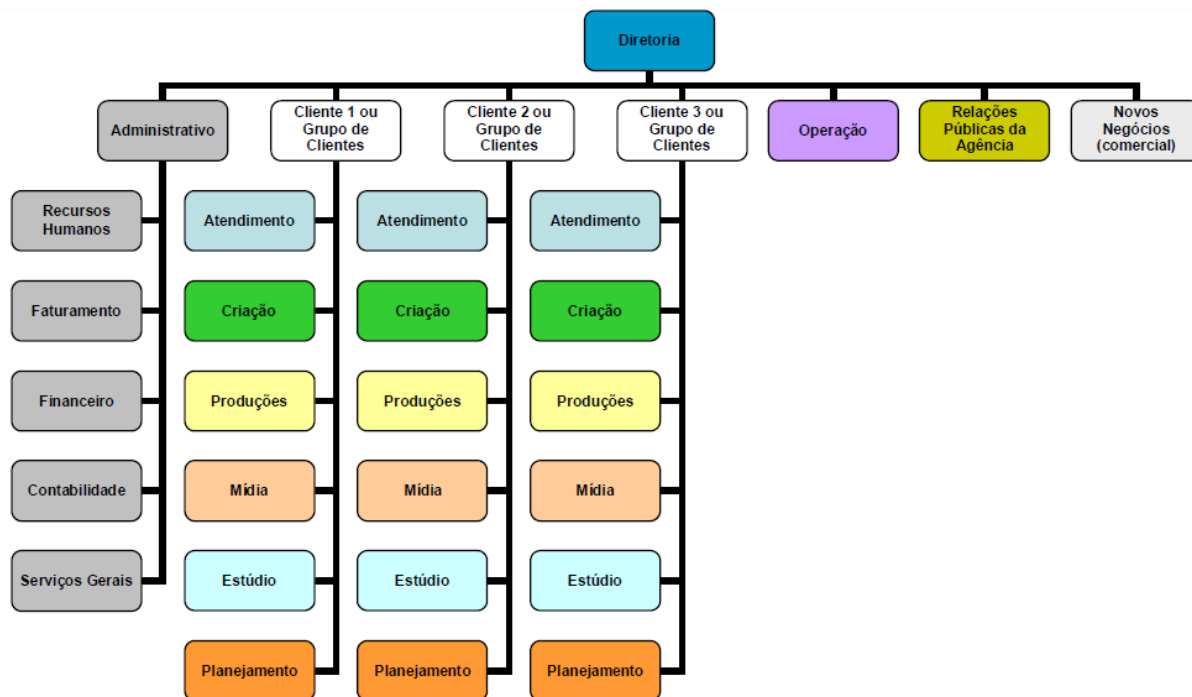 Diretoria
Administrativo
Cliente 1 ou
Grupo de
Clientes
Cliente 2 ou
Grupo de
Clientes
Cliente 3 ou
Grupo de
Clientes
Operação
Relações
Públicas da
Agência
Novos
Negócios
(comercial)
Recursos
Humanos
Atendimento
Atendimento
Atendimento
Faturamento
Criação
Criação
Criação
Financeiro
Produções
Produções
Produções
Contabilidade
Mídia
Mídia
Mídia
Serviços Gerais
Estúdio
Estúdio
Estúdio
Planejamento
Planejamento
Planejamento